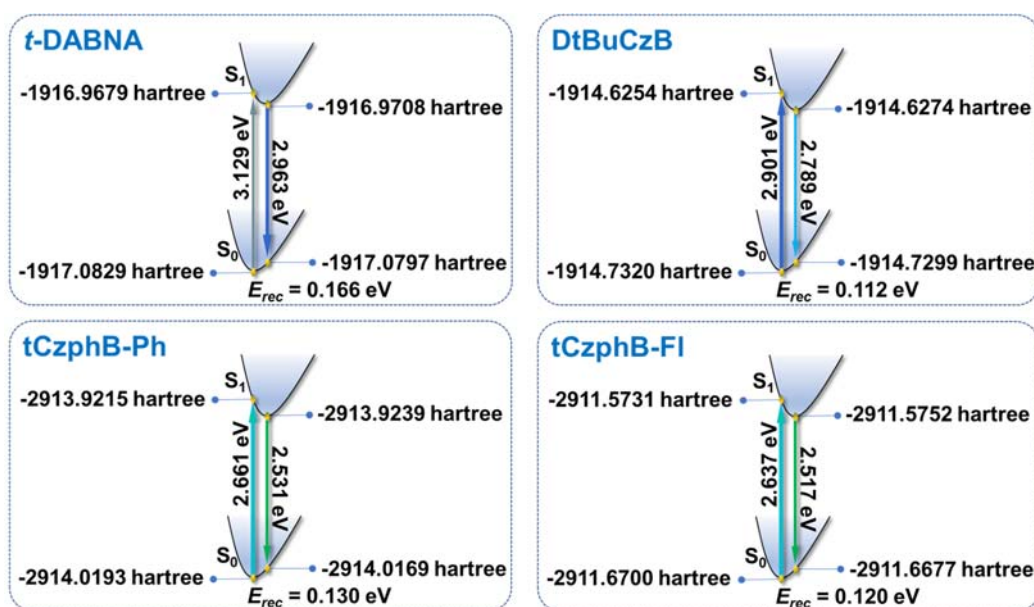 t-DABNA
S1
-1916.9679 hartree
-1916.9708 hartree
3.129 eV
2.963 eV
S0
-1917.0829 hartree
-1917.0797 hartree
Erec = 0.166 eV
DtBuCzB
S1
-1914.6254 hartree
-1914.6274 hartree
2.901 eV
2.789 eV
S0
-1914.7320 hartree
-1914.7299 hartree
Erec = 0.112 eV
tCzphB-Ph
S1
-2913.9215 hartree
-2913.9239 hartree
2.661 eV
2.531 eV
S0
-2914.0193 hartree
-2914.0169 hartree
Erec = 0.130 eV
tCzphB-Fl
S1
-2911.5731 hartree
-2911.5752 hartree
2.637 eV
2.517 eV
S0
-2911.6700 hartree
-2911.6677 hartree
Erec = 0.120 eV